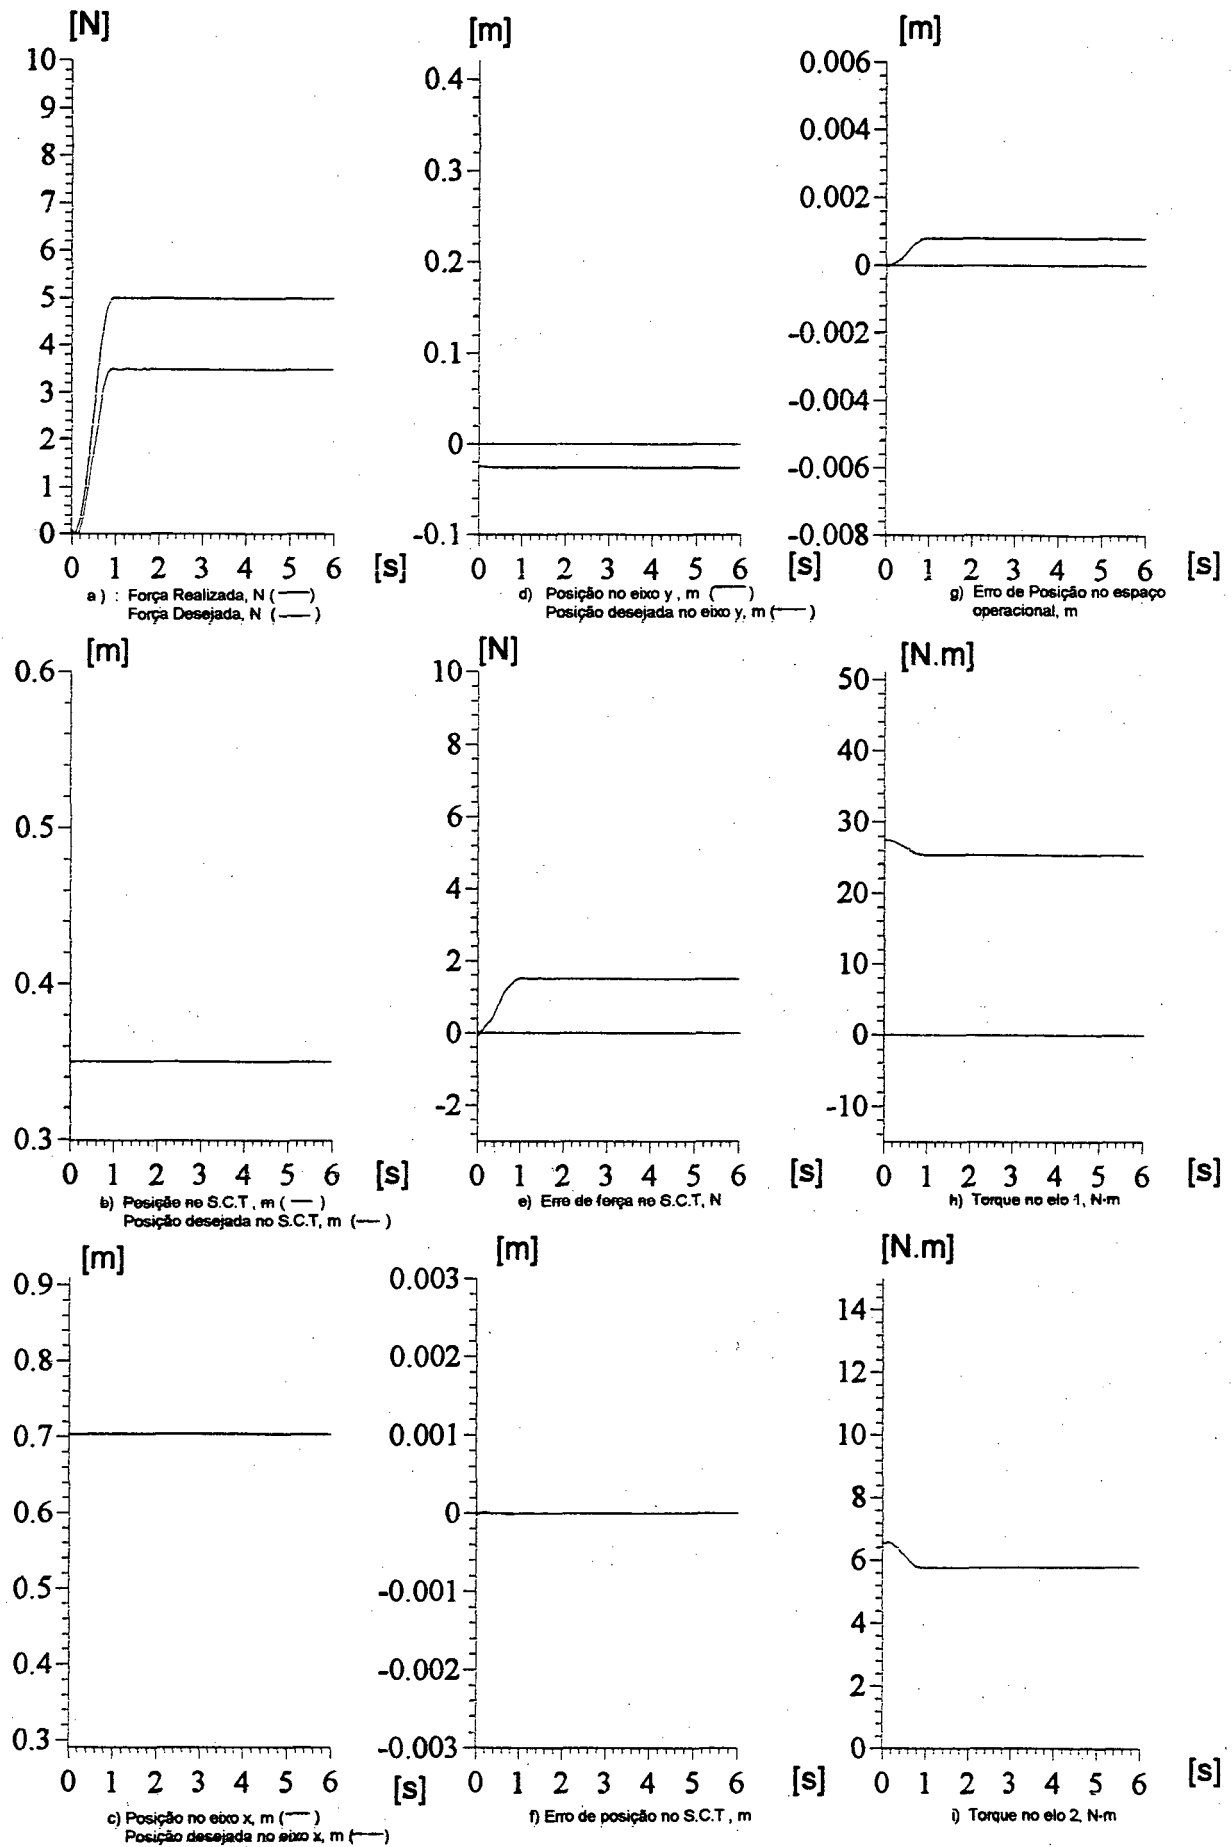 [N]
10
9
8
7
6
5
4
3
2
1
0
0 1 2 3 4 5 6 [s]
a ) : Força Realizada, N ( — )
Força Desejada, N ( — )
[m]
0.4
0.3
0.2
0.1
0
-0.1
0 1 2 3 4 5 6 [s]
d) Posição no eixo y , m ( — )
Posição desejada no eixo y, m ( — )
[m]
0.006
0.004
0.002
0
-0.002
-0.004
-0.006
-0.008
0 1 2 3 4 5 6 [s]
g) Erro de Posição no espaço
operacional, m
[m]
0.6
0.5
0.4
0.3
0 1 2 3 4 5 6 [s]
b) Posição no S.C.T , m ( — )
Posição desejada no S.C.T, m ( — )
[N]
10
8
6
4
2
0
-2
0 1 2 3 4 5 6 [s]
e) Erro de força no S.C.T, N
[N.m]
50
40
30
20
10
0
-10
0 1 2 3 4 5 6 [s]
h) Torque no elo 1, N·m
[m]
0.9
0.8
0.7
0.6
0.5
0.4
0.3
0 1 2 3 4 5 6 [s]
c) Posição no eixo x, m ( — )
Posição desejada no eixo x, m ( — )
[m]
0.003
0.002
0.001
0
-0.001
-0.002
-0.003
0 1 2 3 4 5 6 [s]
f) Erro de posição no S.C.T , m
[N.m]
14
12
10
8
6
4
2
0
0 1 2 3 4 5 6 [s]
i) Torque no elo 2, N·m